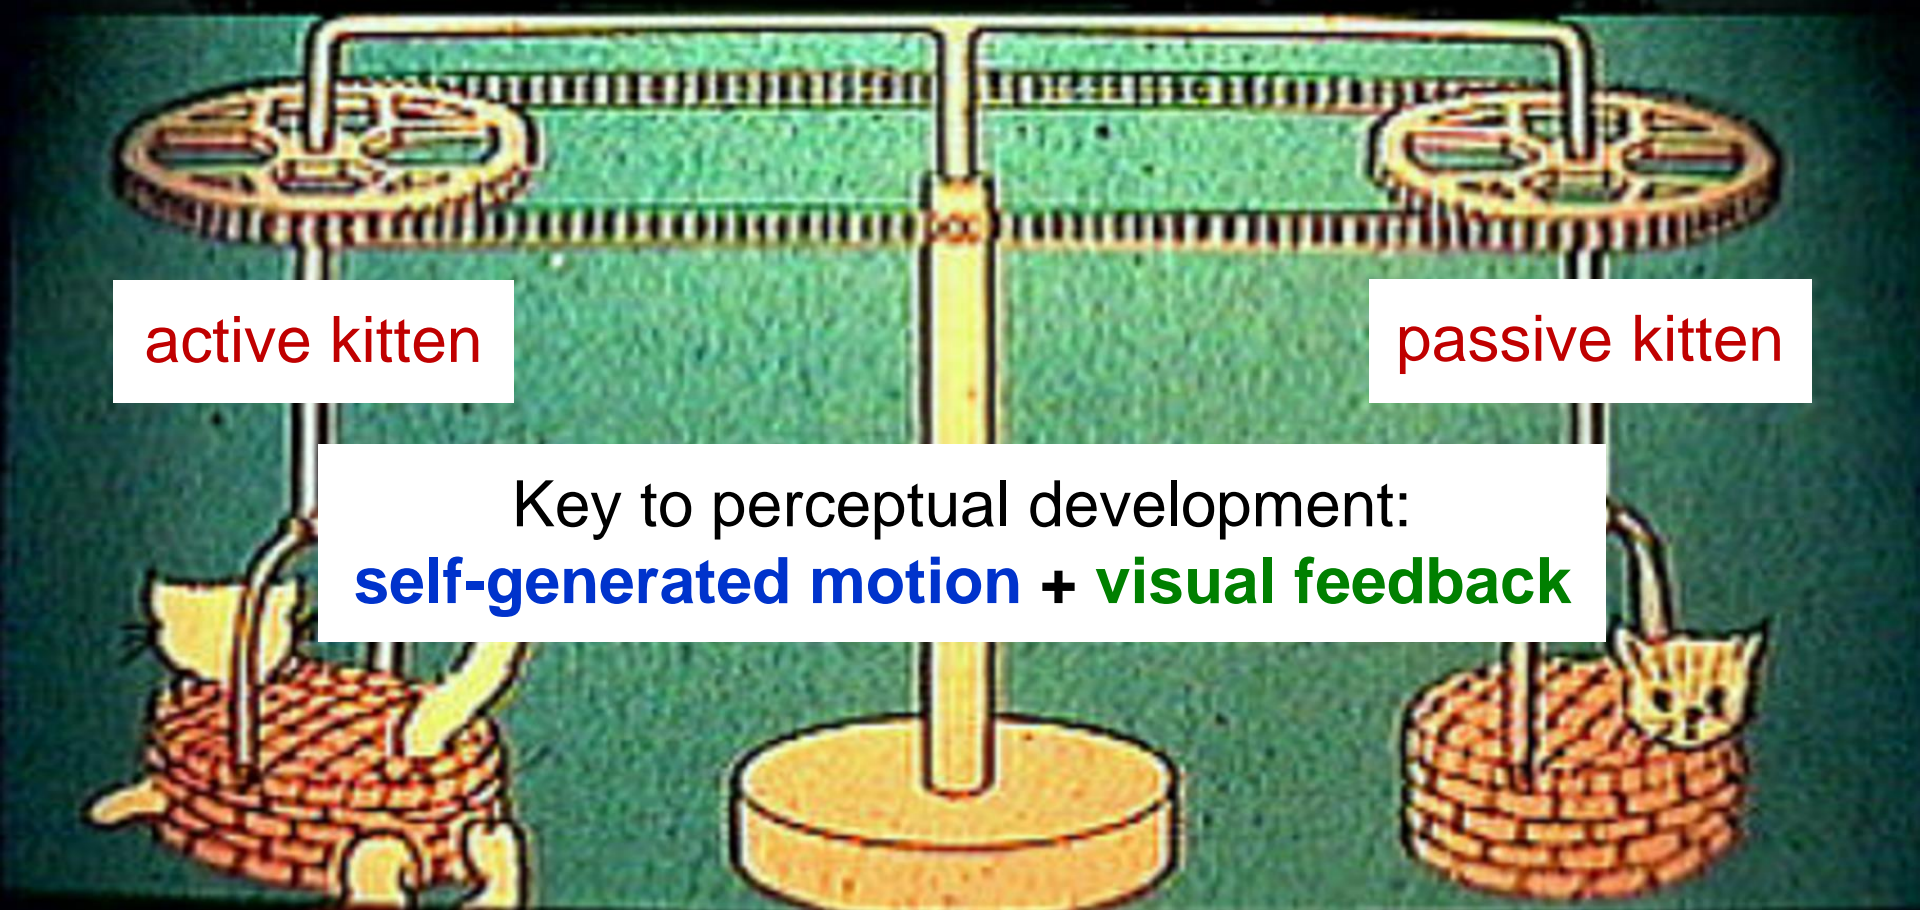 active kitten
passive kitten
Key to perceptual development:
self-generated motion + visual feedback